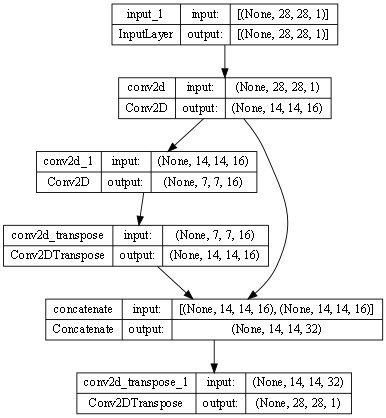 input_1 input: [(None, 28, 28, 1)]
InputLayer output: [(None, 28, 28, 1)]
conv2d input: (None, 28, 28, 1)
Conv2D output: (None, 14, 14, 16)
conv2d_1 input: (None, 14, 14, 16)
Conv2D output: (None, 7, 7, 16)
conv2d_transpose input: (None, 7, 7, 16)
Conv2DTranspose output: (None, 14, 14, 16)
concatenate input: [(None, 14, 14, 16), (None, 14, 14, 16)]
Concatenate output: (None, 14, 14, 32)
conv2d_transpose_1 input: (None, 14, 14, 32)
Conv2DTranspose output: (None, 28, 28, 1)